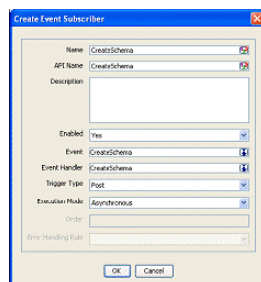 Create Event Subscriber
Name CreateSchema
API Name CreateSchema
Description
Enabled Yes
Event CreateSchema
Event Handler CreateSchema
Trigger Type Post
Execution Mode Asynchronous
Order
Error Handling Rule
OK Cancel